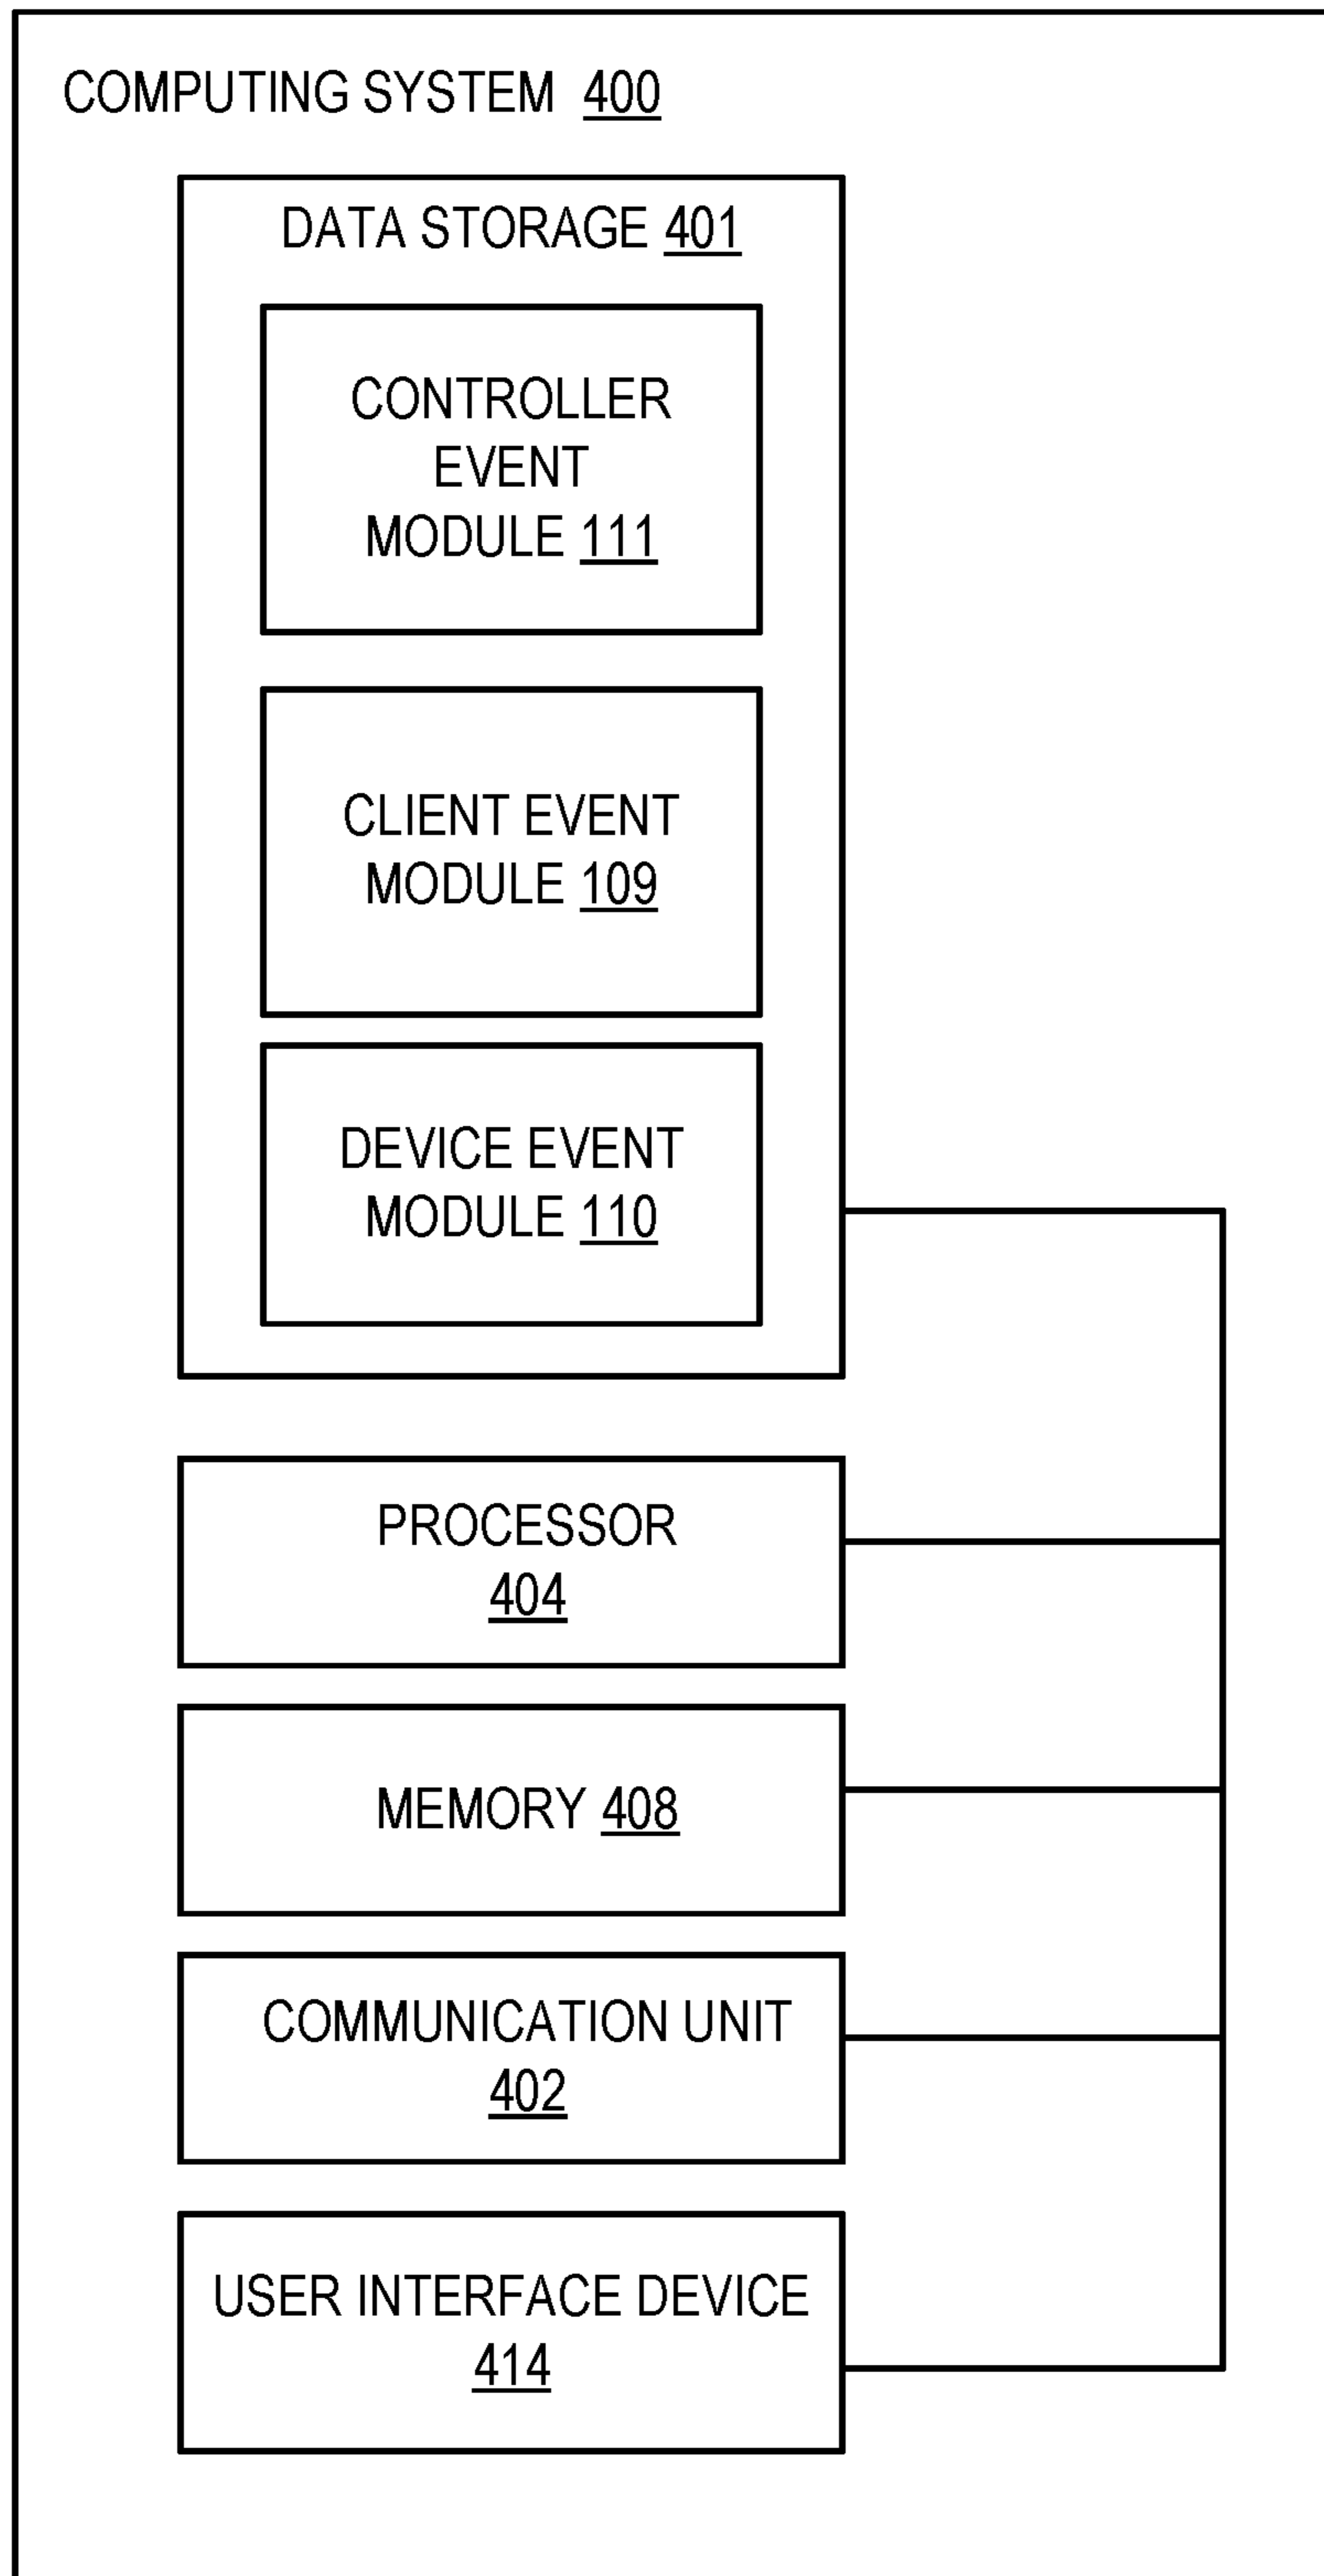 COMPUTING SYSTEM 400
DATA STORAGE 401
CONTROLLER
EVENT
MODULE 111
CLIENT EVENT
MODULE 109
DEVICE EVENT
MODULE 110
PROCESSOR
404
MEMORY 408
COMMUNICATION UNIT
402
USER INTERFACE DEVICE
414